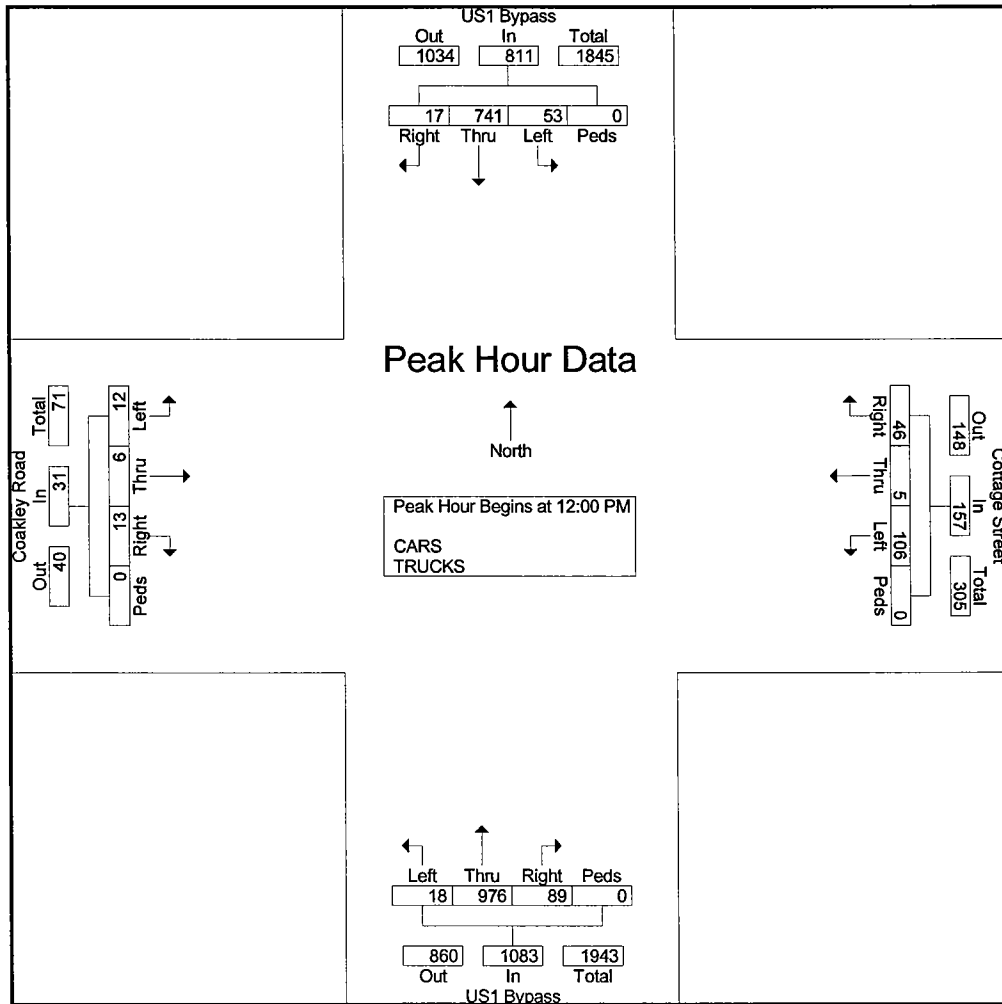 US1 Bypass
Out In Total
1034 811 1845
17 741 53 0
Right Thru Left Peds
Peak Hour Data
North
Peak Hour Begins at 12:00 PM
CARS
TRUCKS
Coakley Road
Total In Out
71 31 40
12 6 13 0
Left Thru Right Peds
Cottage Street
Out In Total
148 157 305
46 5 106 0
Right Thru Left Peds
Left Thru Right Peds
18 976 89 0
860 1083 1943
Out In Total
US1 Bypass